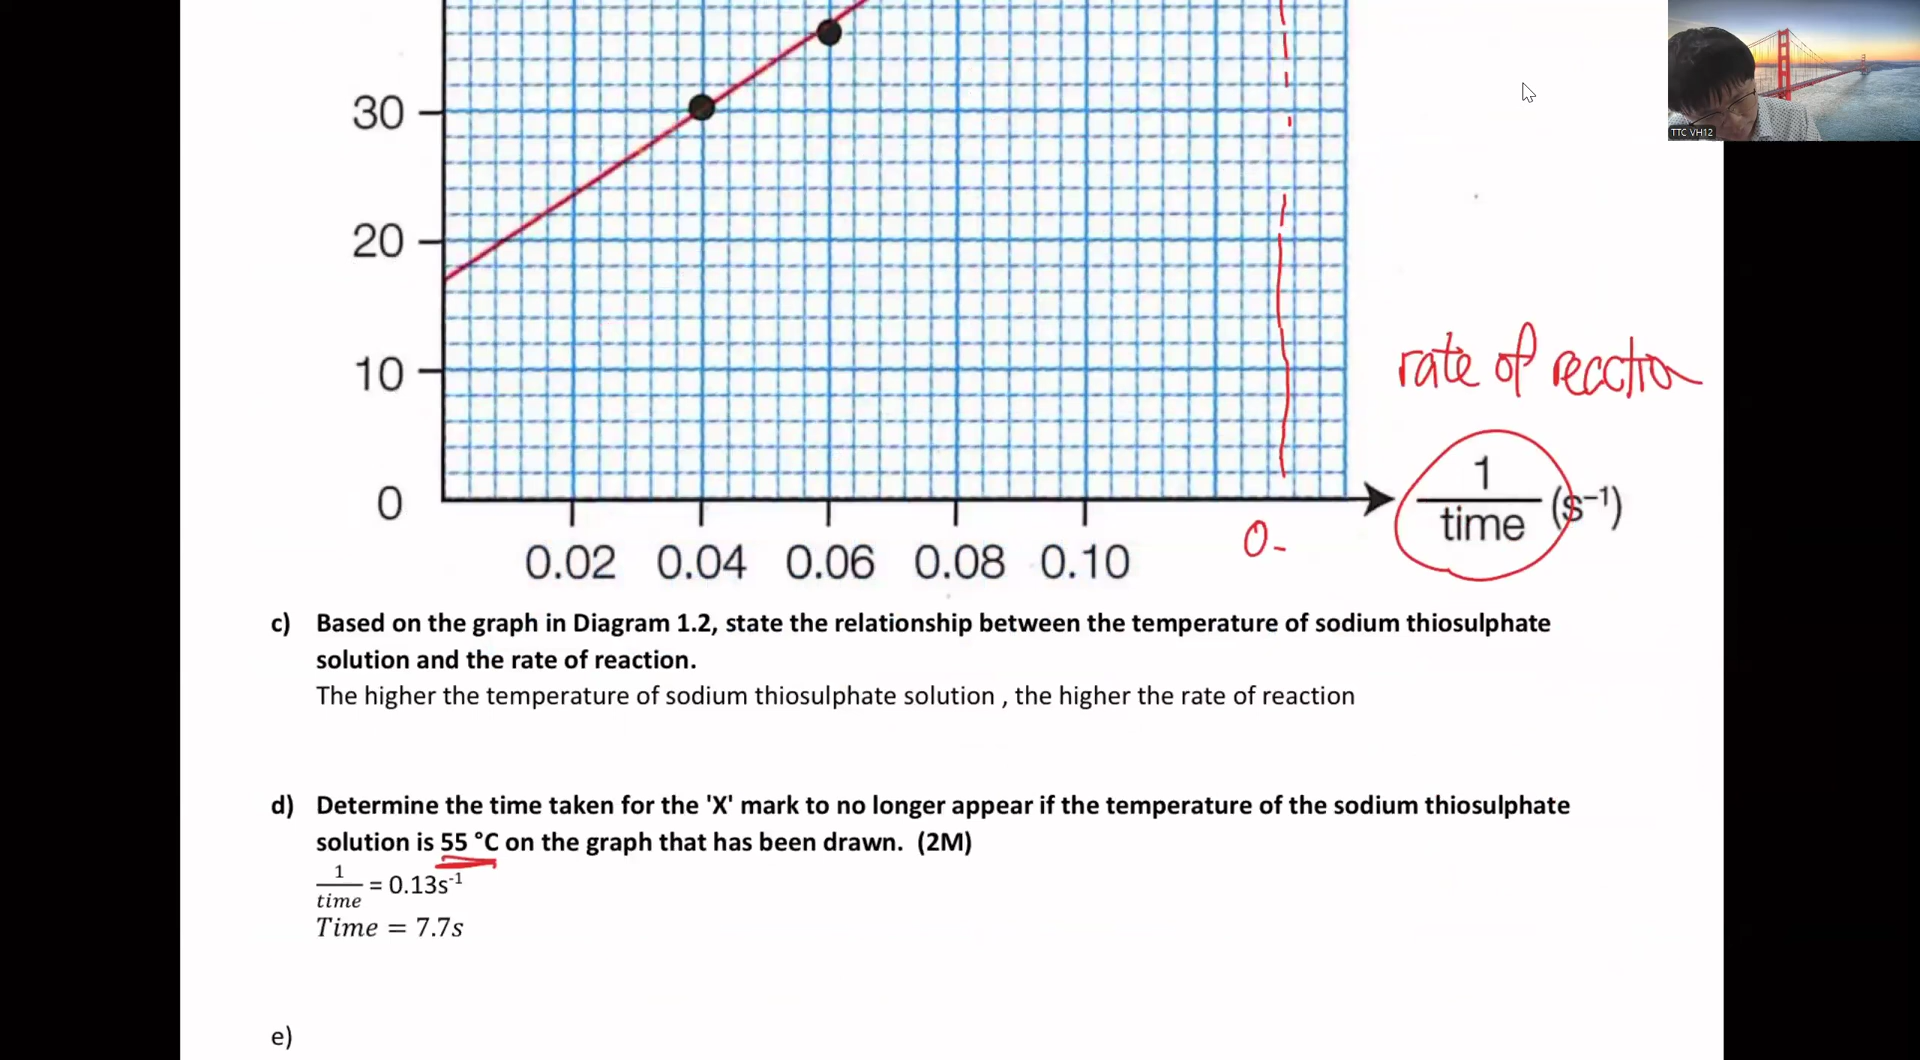 TTC VH12
30
20
10
rate of reaction
0
1
time
(s⁻¹)
0-
0.02 0.04 0.06 0.08 0.10
c) Based on the graph in Diagram 1.2, state the relationship between the temperature of sodium thiosulphate
solution and the rate of reaction.
The higher the temperature of sodium thiosulphate solution , the higher the rate of reaction
d) Determine the time taken for the 'X' mark to no longer appear if the temperature of the sodium thiosulphate
solution is 55 °C on the graph that has been drawn. (2M)
1
time
= 0.13s⁻¹
Time = 7.7s
e)